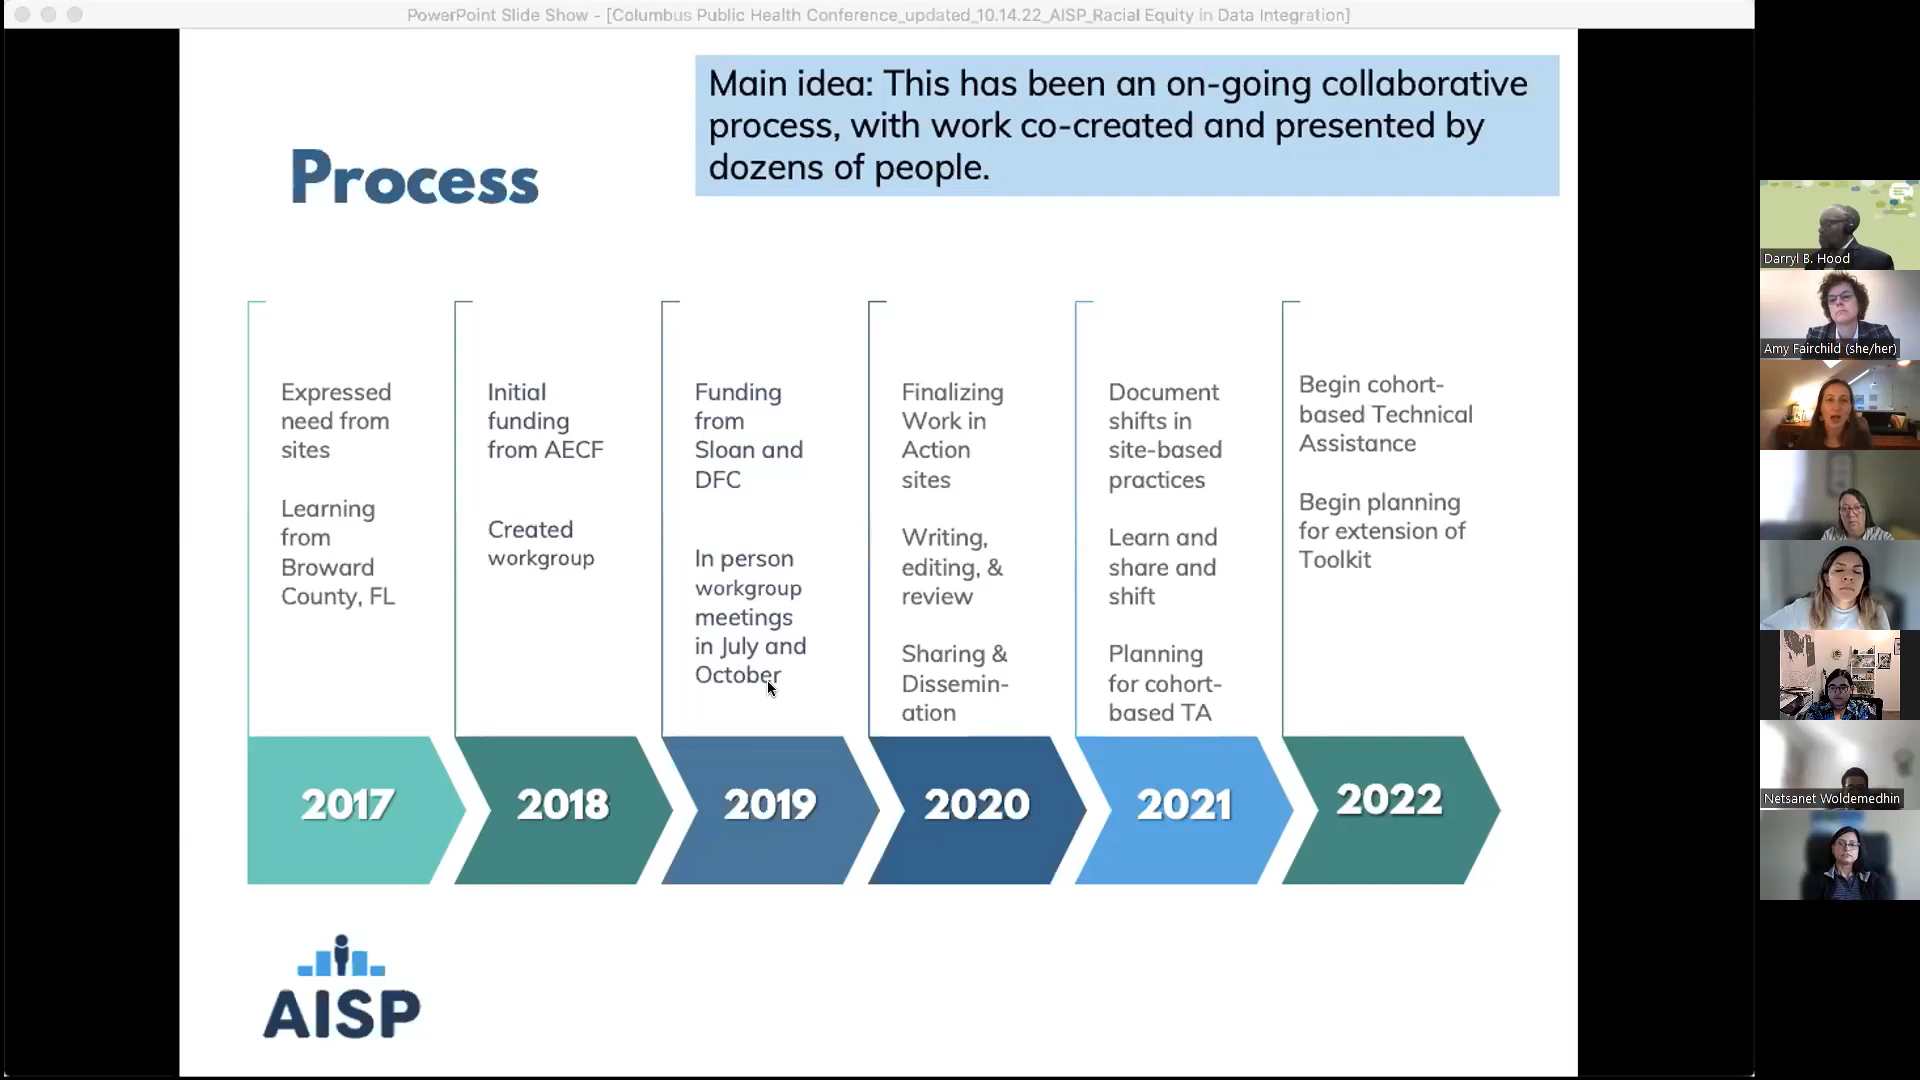 PowerPoint Slide Show - [Columbus Public Health Conference_updated_10.14.22_AISP_Racial Equity in Data Integration]
Main idea: This has been an on-going collaborative
process, with work co-created and presented by
dozens of people.
Process
Expressed
need from
sites
Learning
from
Broward
County, FL
Initial
funding
from AECF
Created
workgroup
Funding
from
Sloan and
DFC
In person
workgroup
meetings
in July and
October
Finalizing
Work in
Action
sites
Writing,
editing, &
review
Sharing &
Dissemin-
ation
Document
shifts in
site-based
practices
Learn and
share and
shift
Planning
for cohort-
based TA
Begin cohort-
based Technical
Assistance
Begin planning
for extension of
Toolkit
2017
2018
2019
2020
2021
2022
AISP
Darryl B. Hood
Amy Fairchild (she/her)
Netsanet Woldemedhin